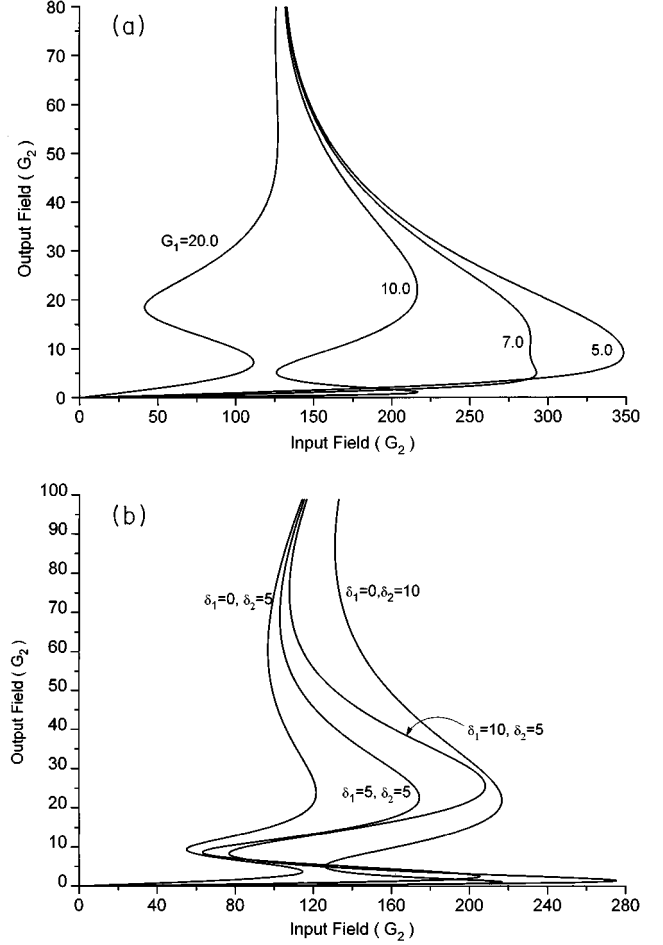 (a)
80
70
60
50
40
30
20
10
0
Output Field ( G₂ )
G₁=20.0
10.0
7.0
5.0
0 50 100 150 200 250 300 350
Input Field ( G₂ )
(b)
100
90
80
70
60
50
40
30
20
10
0
Output Field ( G₂ )
δ₁=0, δ₂=5
δ₁=0,δ₂=10
δ₁=10, δ₂=5
δ₁=5, δ₂=5
0 40 80 120 160 200 240 280
Input Field ( G₂ )